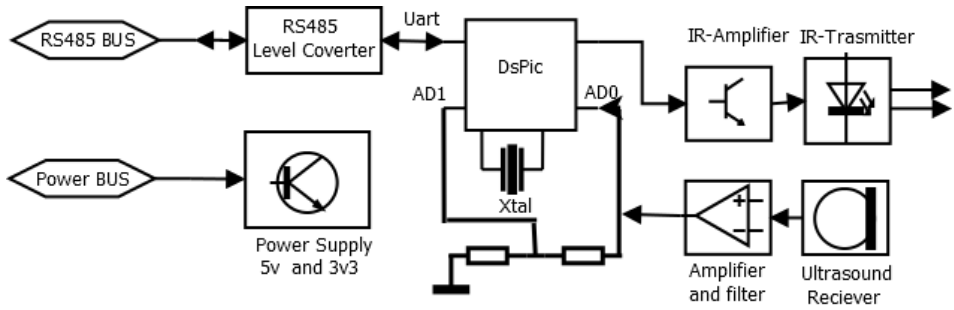 RS485 BUS
RS485
Level Coverter
Uart
DsPic
AD1
AD0
IR-Amplifier
IR-Trasmitter
Power BUS
Power Supply
5v and 3v3
Xtal
Amplifier
and filter
Ultrasound
Reciever